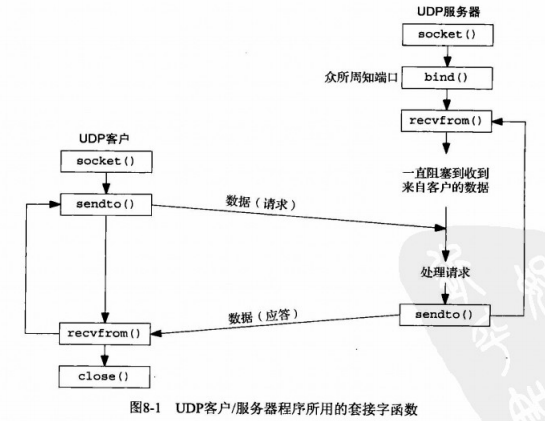 UDP服务器
socket()
众所周知端口
bind()
recvfrom()
一直阻塞到收到
来自客户的数据
UDP客户
socket()
sendto()
数据（请求）
处理请求
sendto()
数据（应答）
recvfrom()
close()
图8-1 UDP客户/服务器程序所用的套接字函数